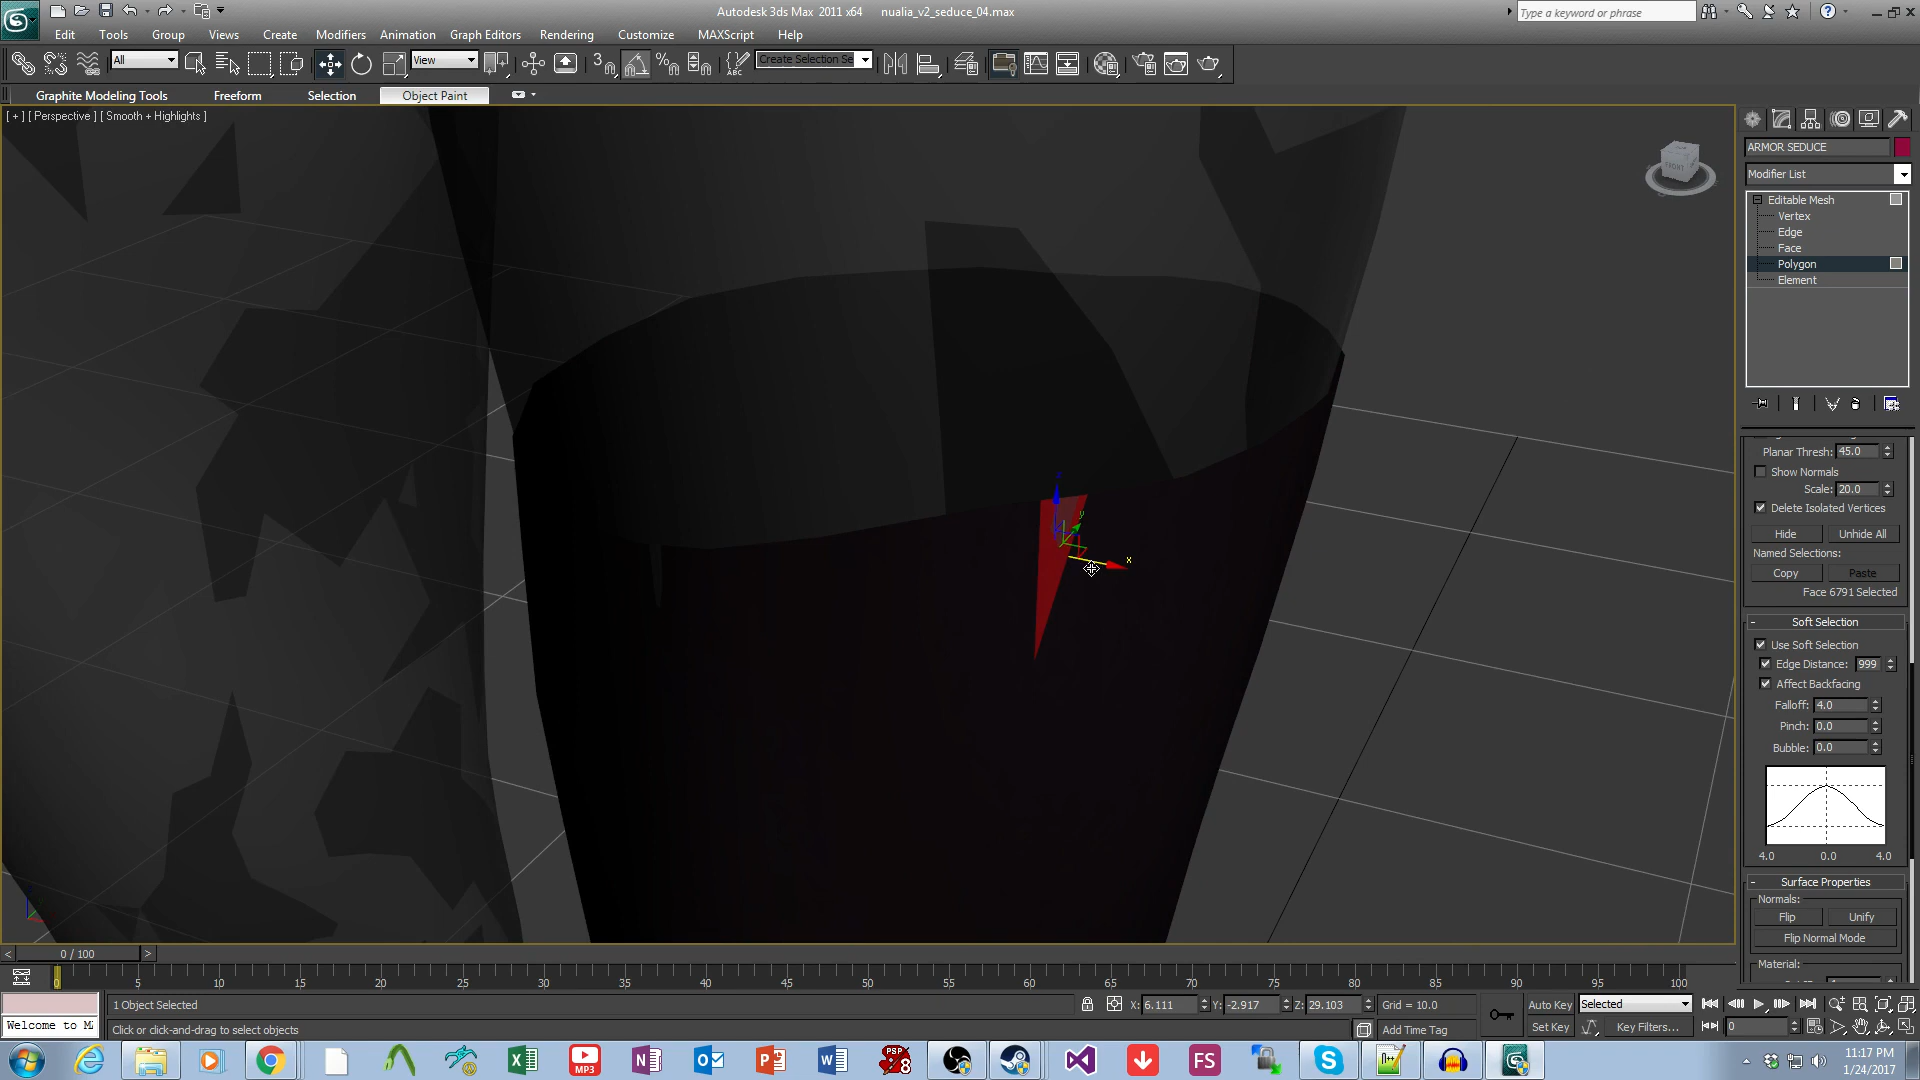 Autodesk 3ds Max 2011 x64 nualia_v2_seduce_04.max
Type a keyword or phrase
Edit Tools Group Views Create Modifiers Animation Graph Editors Rendering Customize MAXScript Help
All View Create Selection Se
Graphite Modeling Tools Freeform Selection Object Paint
[ + ] [ Perspective ] [ Smooth + Highlights ]
ARMOR SEDUCE
Modifier List
Editable Mesh
Vertex
Edge
Face
Polygon
Element
Planar Thresh: 45.0
Show Normals
Scale: 20.0
Delete Isolated Vertices
Hide Unhide All
Named Selections:
Copy Paste
Face 6791 Selected
- Soft Selection
Use Soft Selection
Edge Distance: 999
Affect Backfacing
Falloff: 4.0
Pinch: 0.0
Bubble: 0.0
4.0 0.0 4.0
- Surface Properties
Normals:
Flip Unify
Flip Normal Mode
Material:
x
y
z
FRONT
< 0 / 100 >
0 5 10 15 20 25 30 35 40 45 50 55 60 65 70 75 80 85 90 95 100
1 Object Selected X: 6.111 Y: -2.917 Z: 29.103 Grid = 10.0 Auto Key Selected
Welcome to M Click or click-and-drag to select objects Add Time Tag Set Key Key Filters... 0
MP3 PSP 8 FS
11:17 PM
1/24/2017